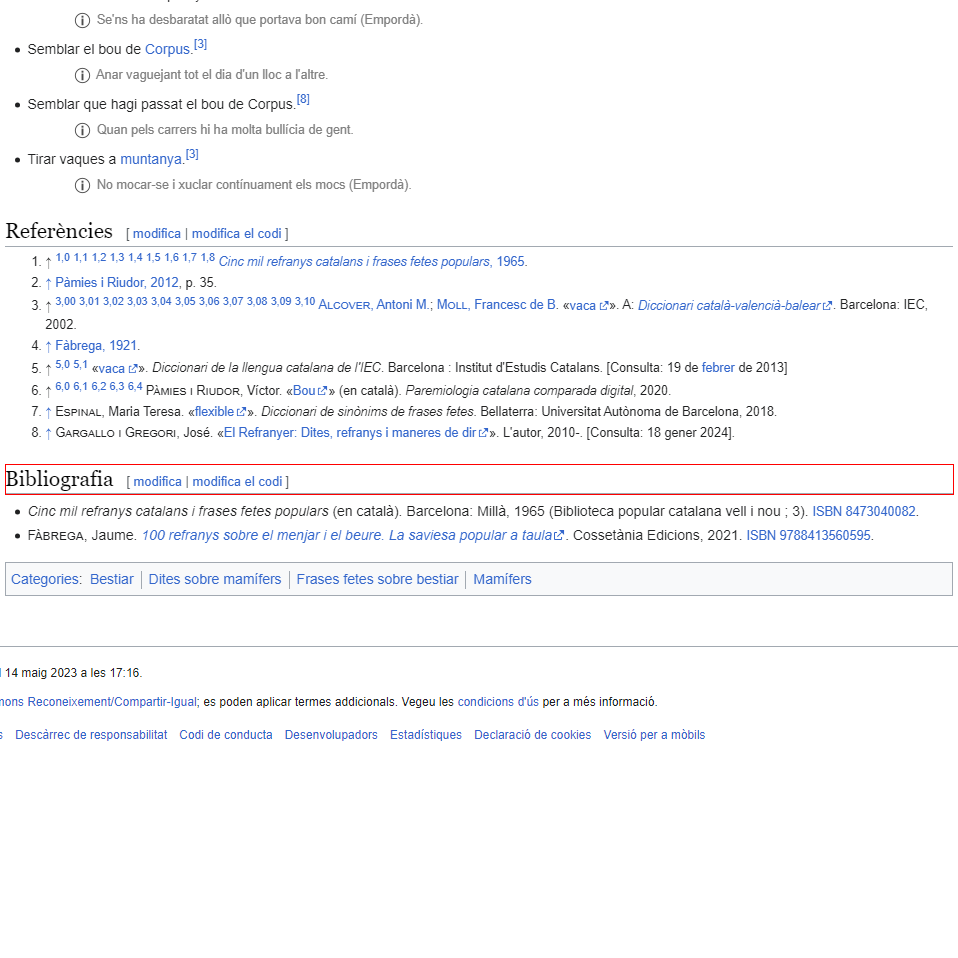 Se'ns ha desbaratat allò que portava bon camí (Empordà).
Semblar el bou de Corpus.[3]
Anar vaguejant tot el dia d'un lloc a l'altre.
Semblar que hagi passat el bou de Corpus.[8]
Quan pels carrers hi ha molta bullícia de gent.
Tirar vaques a muntanya.[3]
No mocar-se i xuclar contínuament els mocs (Empordà).
Referències [ modifica | modifica el codi ]
1. ↑ 1,0 1,1 1,2 1,3 1,4 1,5 1,6 1,7 1,8 Cinc mil refranys catalans i frases fetes populars, 1965.
2. ↑ Pàmies i Riudor, 2012, p. 35.
3. ↑ 3,00 3,01 3,02 3,03 3,04 3,05 3,06 3,07 3,08 3,09 3,10 ALCOVER, Antoni M.; MOLL, Francesc de B. «vaca». A: Diccionari català-valencià-balear. Barcelona: IEC,
2002.
4. ↑ Fàbrega, 1921.
5. ↑ 5,0 5,1 «vaca». Diccionari de la llengua catalana de l'IEC. Barcelona : Institut d'Estudis Catalans. [Consulta: 19 de febrer de 2013]
6. ↑ 6,0 6,1 6,2 6,3 6,4 PÀMIES I RIUDOR, Víctor. «Bou» (en català). Paremiologia catalana comparada digital, 2020.
7. ↑ ESPINAL, Maria Teresa. «flexible». Diccionari de sinònims de frases fetes. Bellaterra: Universitat Autònoma de Barcelona, 2018.
8. ↑ GARGALLO I GREGORI, José. «El Refranyer: Dites, refranys i maneres de dir». L'autor, 2010-. [Consulta: 18 gener 2024].
Bibliografia [ modifica | modifica el codi ]
Cinc mil refranys catalans i frases fetes populars (en català). Barcelona: Millà, 1965 (Biblioteca popular catalana vell i nou ; 3). ISBN 8473040082.
FÀBREGA, Jaume. 100 refranys sobre el menjar i el beure. La saviesa popular a taula. Cossetània Edicions, 2021. ISBN 9788413560595.
Categories: Bestiar | Dites sobre mamífers | Frases fetes sobre bestiar | Mamífers
14 maig 2023 a les 17:16.
mons Reconeixement/Compartir-Igual; es poden aplicar termes addicionals. Vegeu les condicions d'ús per a més informació.
s Descàrrec de responsabilitat Codi de conducta Desenvolupadors Estadístiques Declaració de cookies Versió per a mòbils